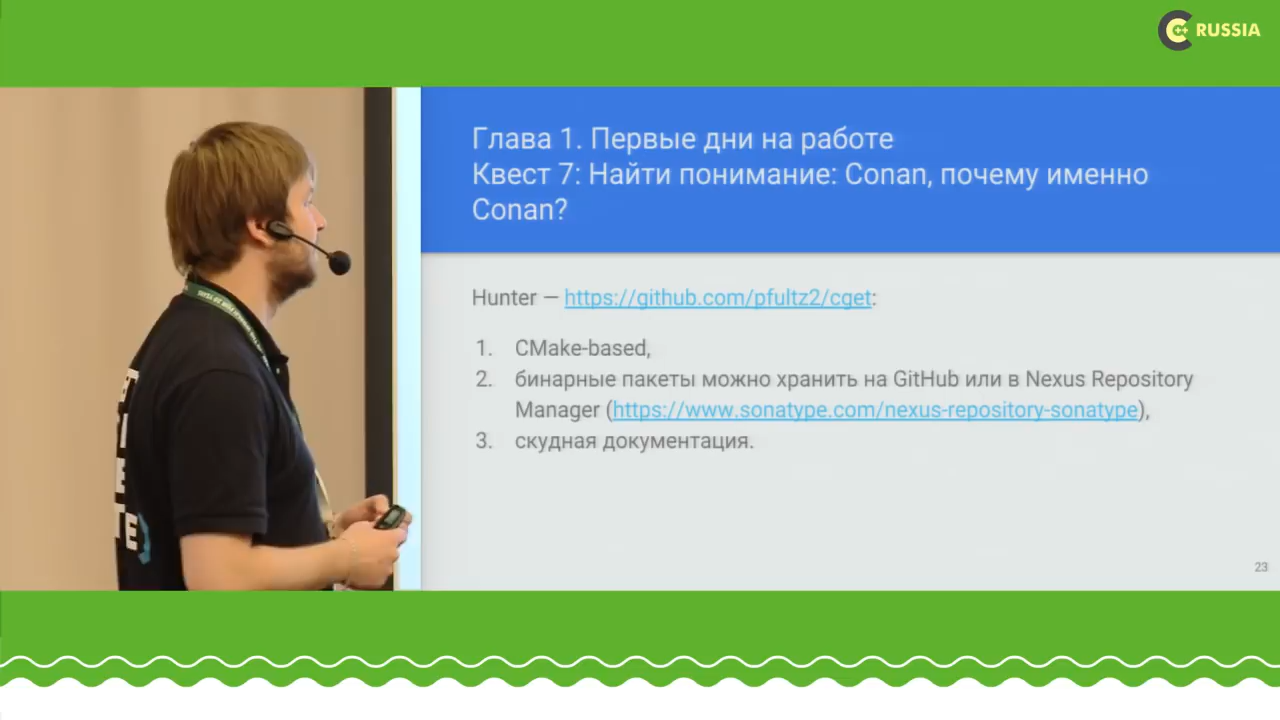 C++ RUSSIA
Глава 1. Первые дни на работе
Квест 7: Найти понимание: Conan, почему именно
Conan?
Hunter — https://github.com/pfultz2/cget:
1. CMake-based,
2. бинарные пакеты можно хранить на GitHub или в Nexus Repository
Manager (https://www.sonatype.com/nexus-repository-sonatype),
3. скудная документация.
23